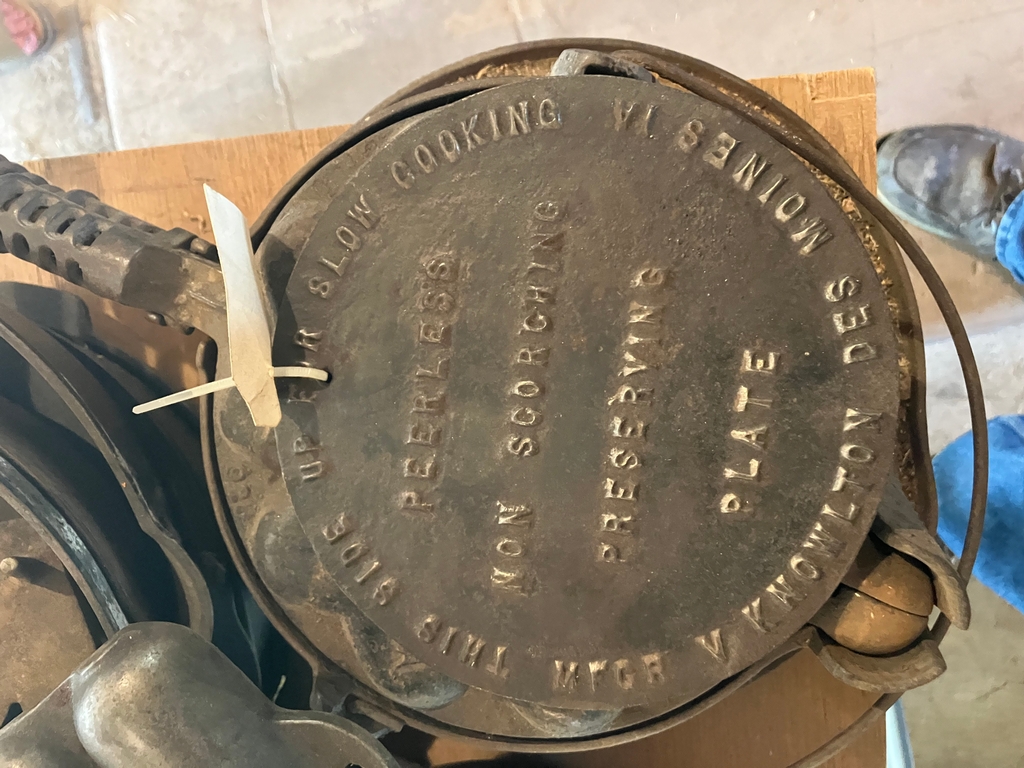 THIS SIDE UP FOR SLOW COOKING
MFGR A KNOWLTON DES MOINES IA
PEERLESS
NON SCORCHING
PRESERVING
PLATE